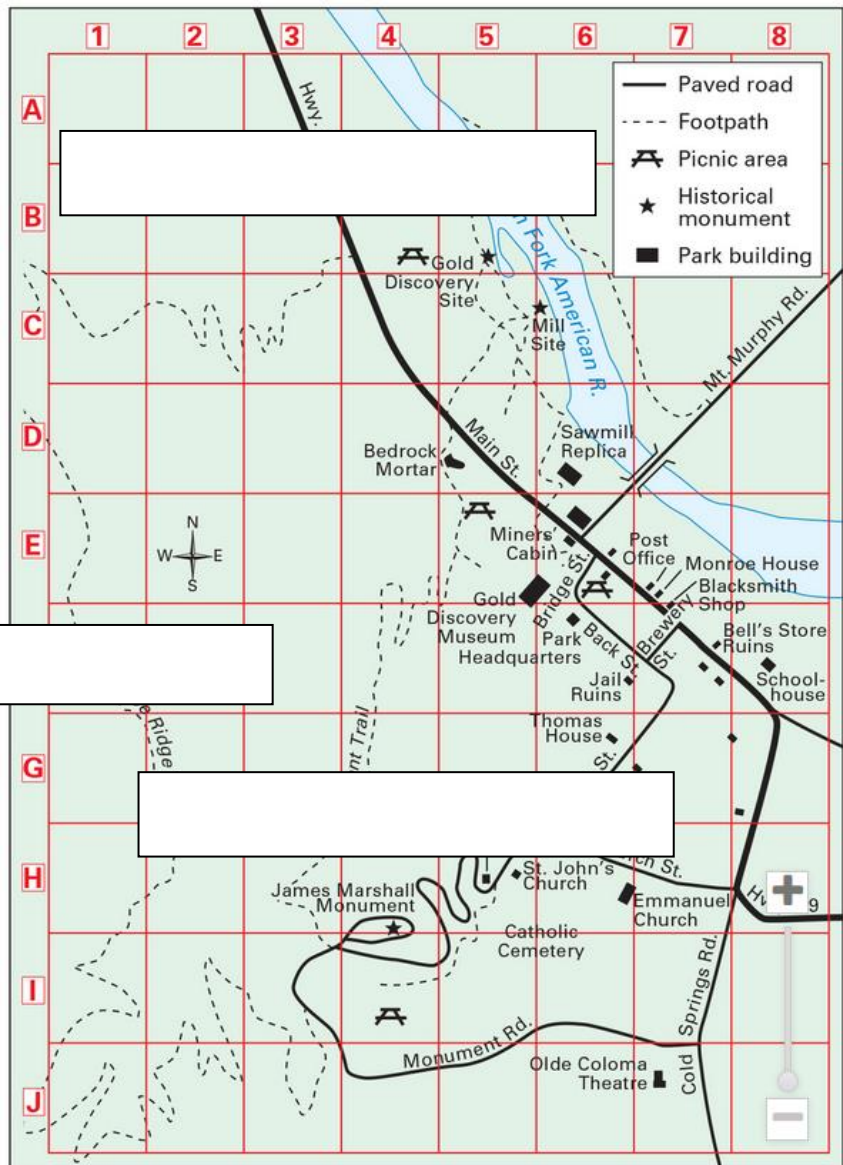 1 2 3 4 5 6 7 8
A
B
C
D
E
G
H
I
J
Paved road
Footpath
Picnic area
Historical
monument
Park building
Hwy.
Fork American R.
Gold
Discovery
Site
Mill
Site
Mt. Murphy Rd.
Main St.
Bedrock
Mortar
Sawmill
Replica
N
W E
S
Miners'
Cabin
Bridge St.
Post
Office
Monroe House
Blacksmith
Shop
Gold
Discovery
Museum
Park
Headquarters
Back St.
Brewery
St.
Bell's Store
Ruins
School-
house
Jail
Ruins
Thomas
House
St.
Ridge
Trail
St.
St. John's
Church
James Marshall
Monument
Emmanuel
Church
Catholic
Cemetery
Monument Rd.
Cold Springs Rd.
Olde Coloma
Theatre